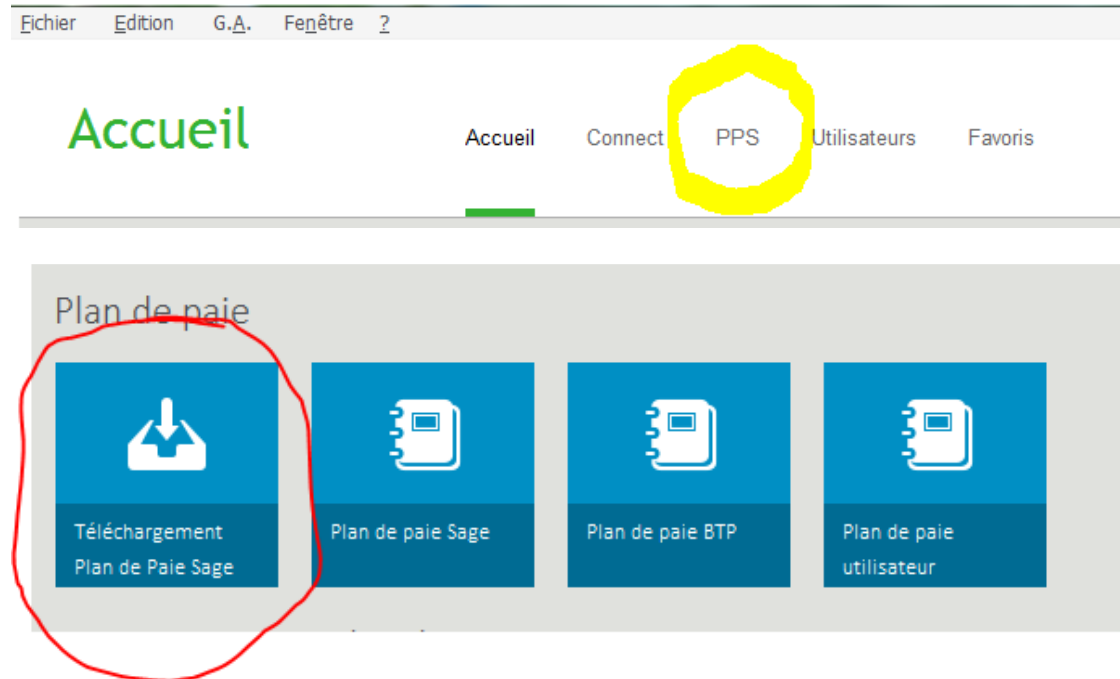 Fichier Edition G.A. Fenêtre ?
Accueil
Accueil Connect PPS Utilisateurs Favoris
Plan de paie
Téléchargement
Plan de Paie Sage
Plan de paie Sage
Plan de paie BTP
Plan de paie
utilisateur